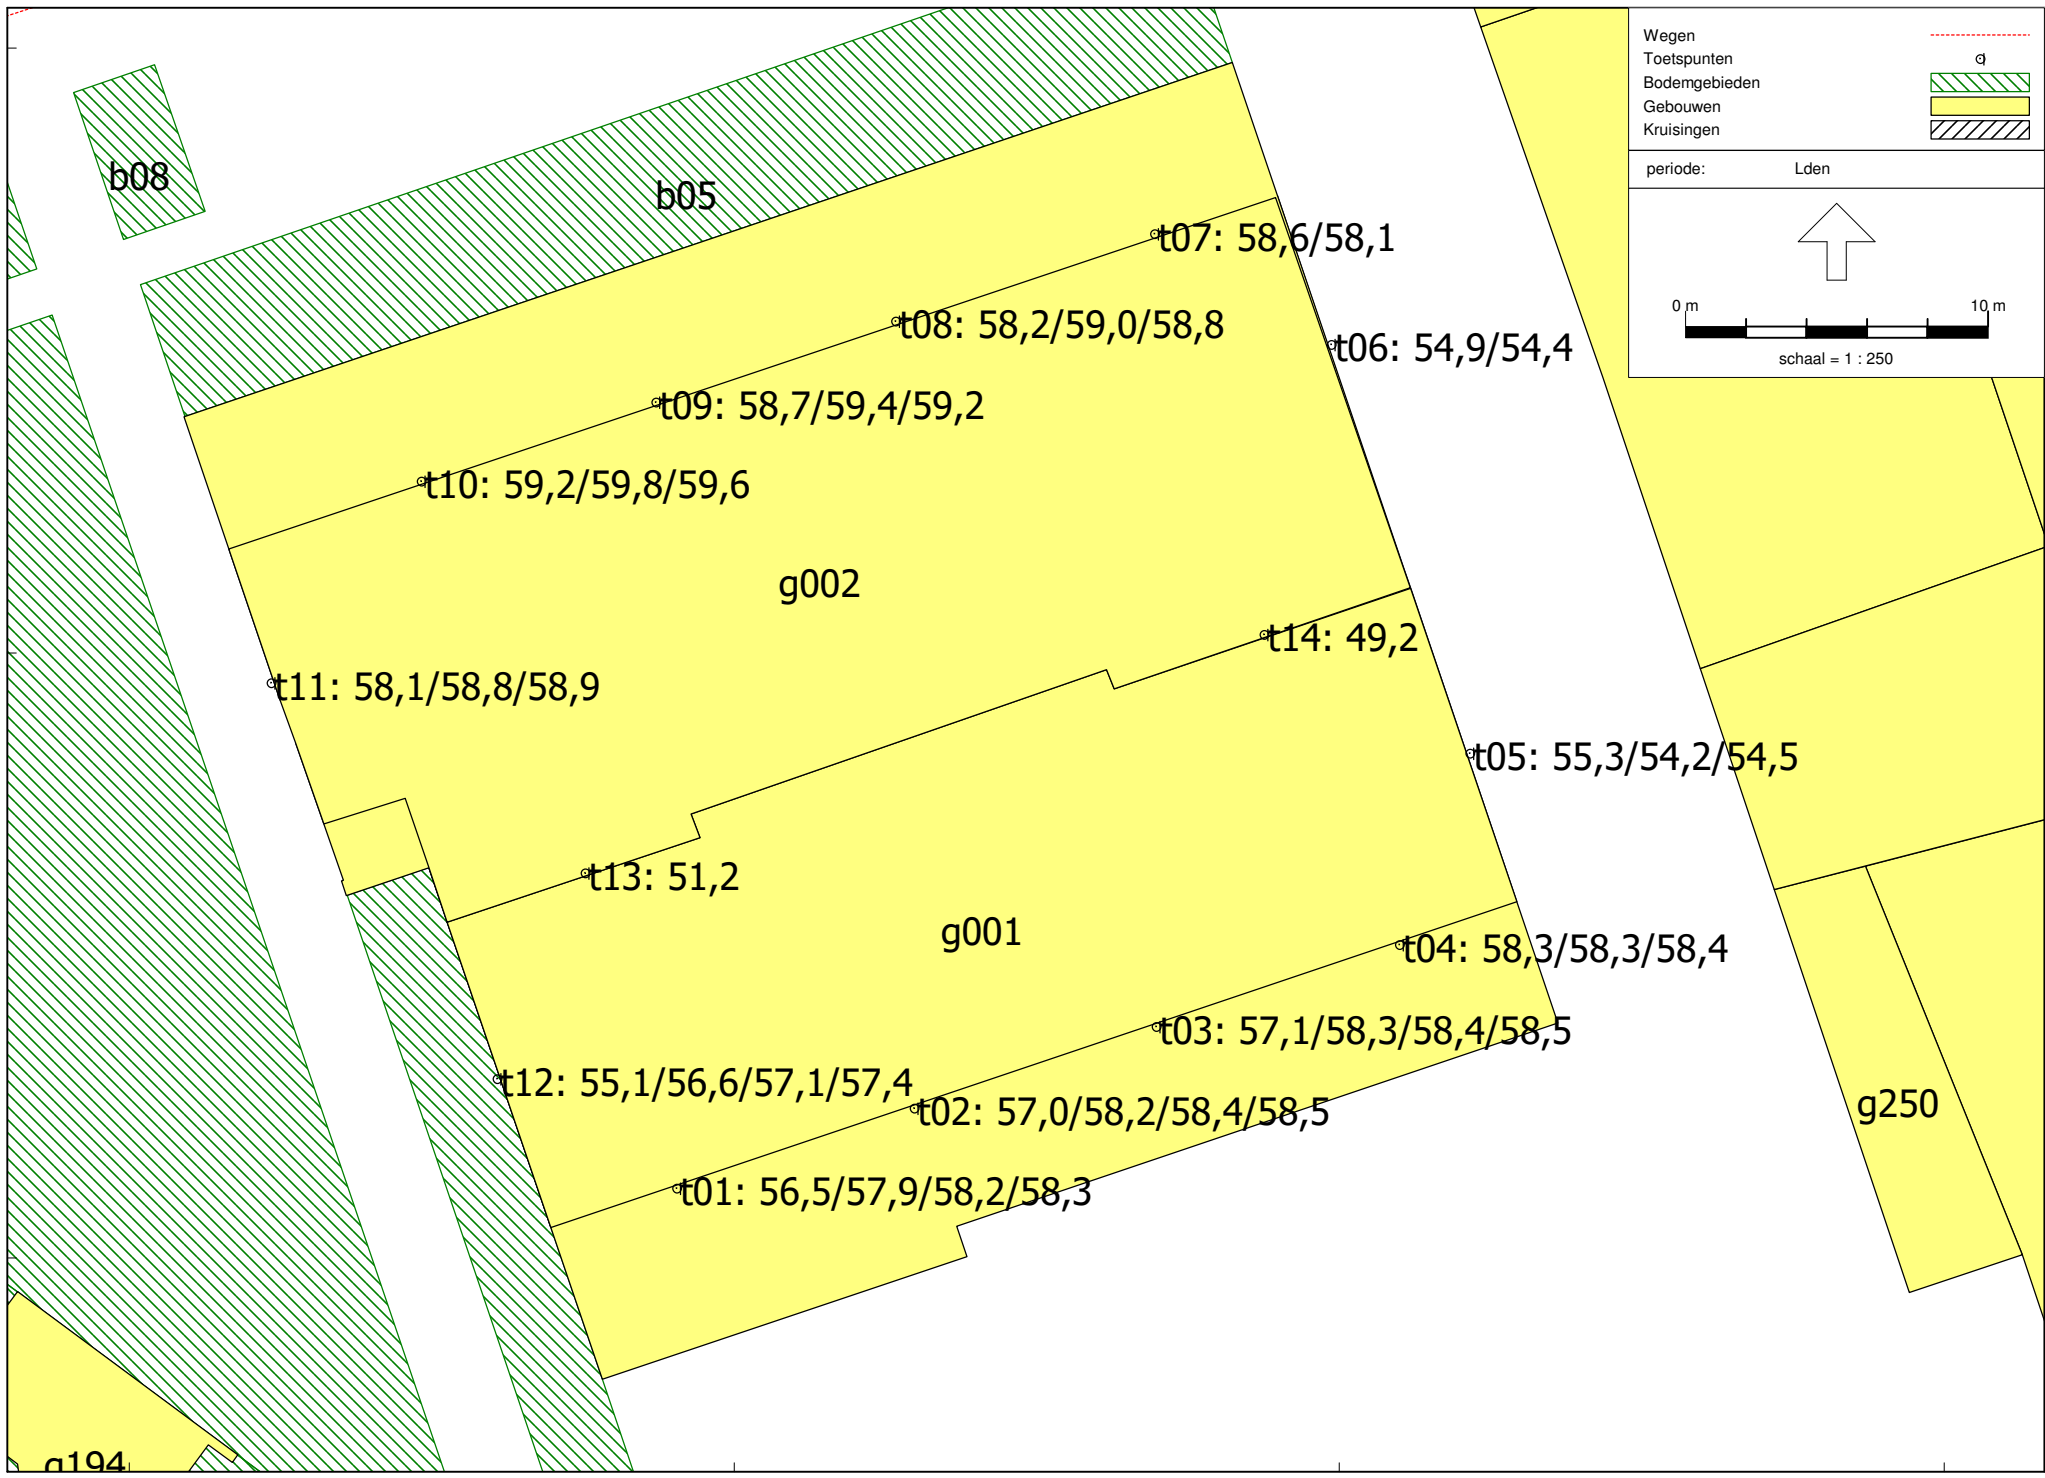 Wegen
Toetspunten
Bodemgebieden
Gebouwen
Kruisingen
periode: Lden
0 m 10 m
schaal = 1 : 250
b08
b05
t07: 58,6/58,1
t08: 58,2/59,0/58,8
t06: 54,9/54,4
t09: 58,7/59,4/59,2
t10: 59,2/59,8/59,6
g002
t14: 49,2
t11: 58,1/58,8/58,9
t05: 55,3/54,2/54,5
t13: 51,2
g001
t04: 58,3/58,3/58,4
t03: 57,1/58,3/58,4/58,5
t12: 55,1/56,6/57,1/57,4
t02: 57,0/58,2/58,4/58,5
g250
t01: 56,5/57,9/58,2/58,3
g194